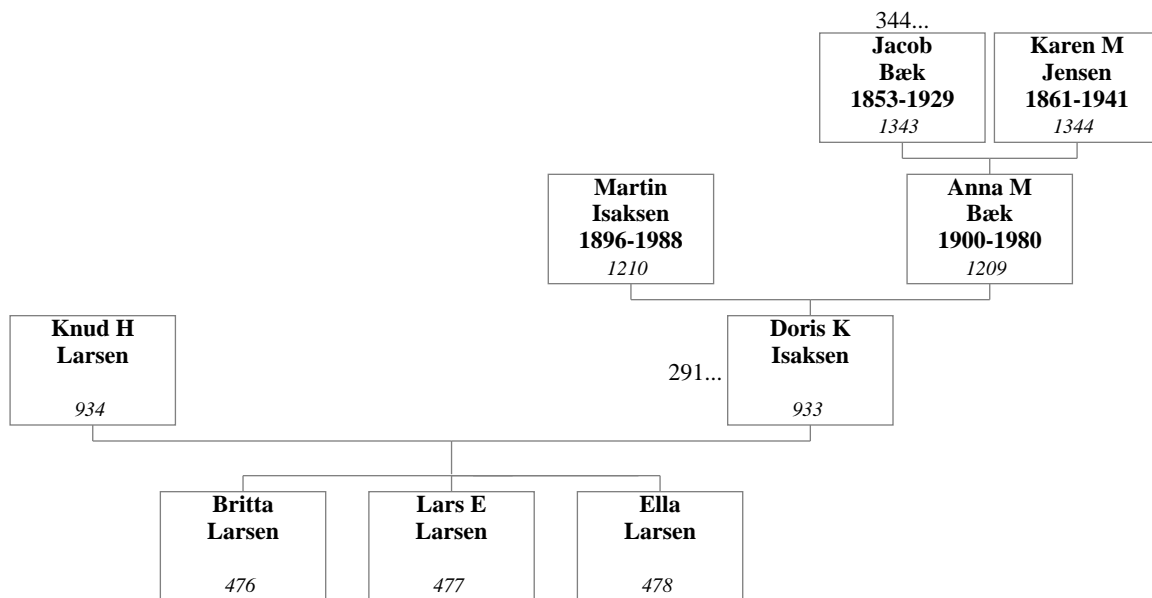 344...
Jacob
Bæk
1853-1929
1343
Karen M
Jensen
1861-1941
1344
Martin
Isaksen
1896-1988
1210
Anna M
Bæk
1900-1980
1209
Knud H
Larsen
934
291...
Doris K
Isaksen
933
Britta
Larsen
476
Lars E
Larsen
477
Ella
Larsen
478